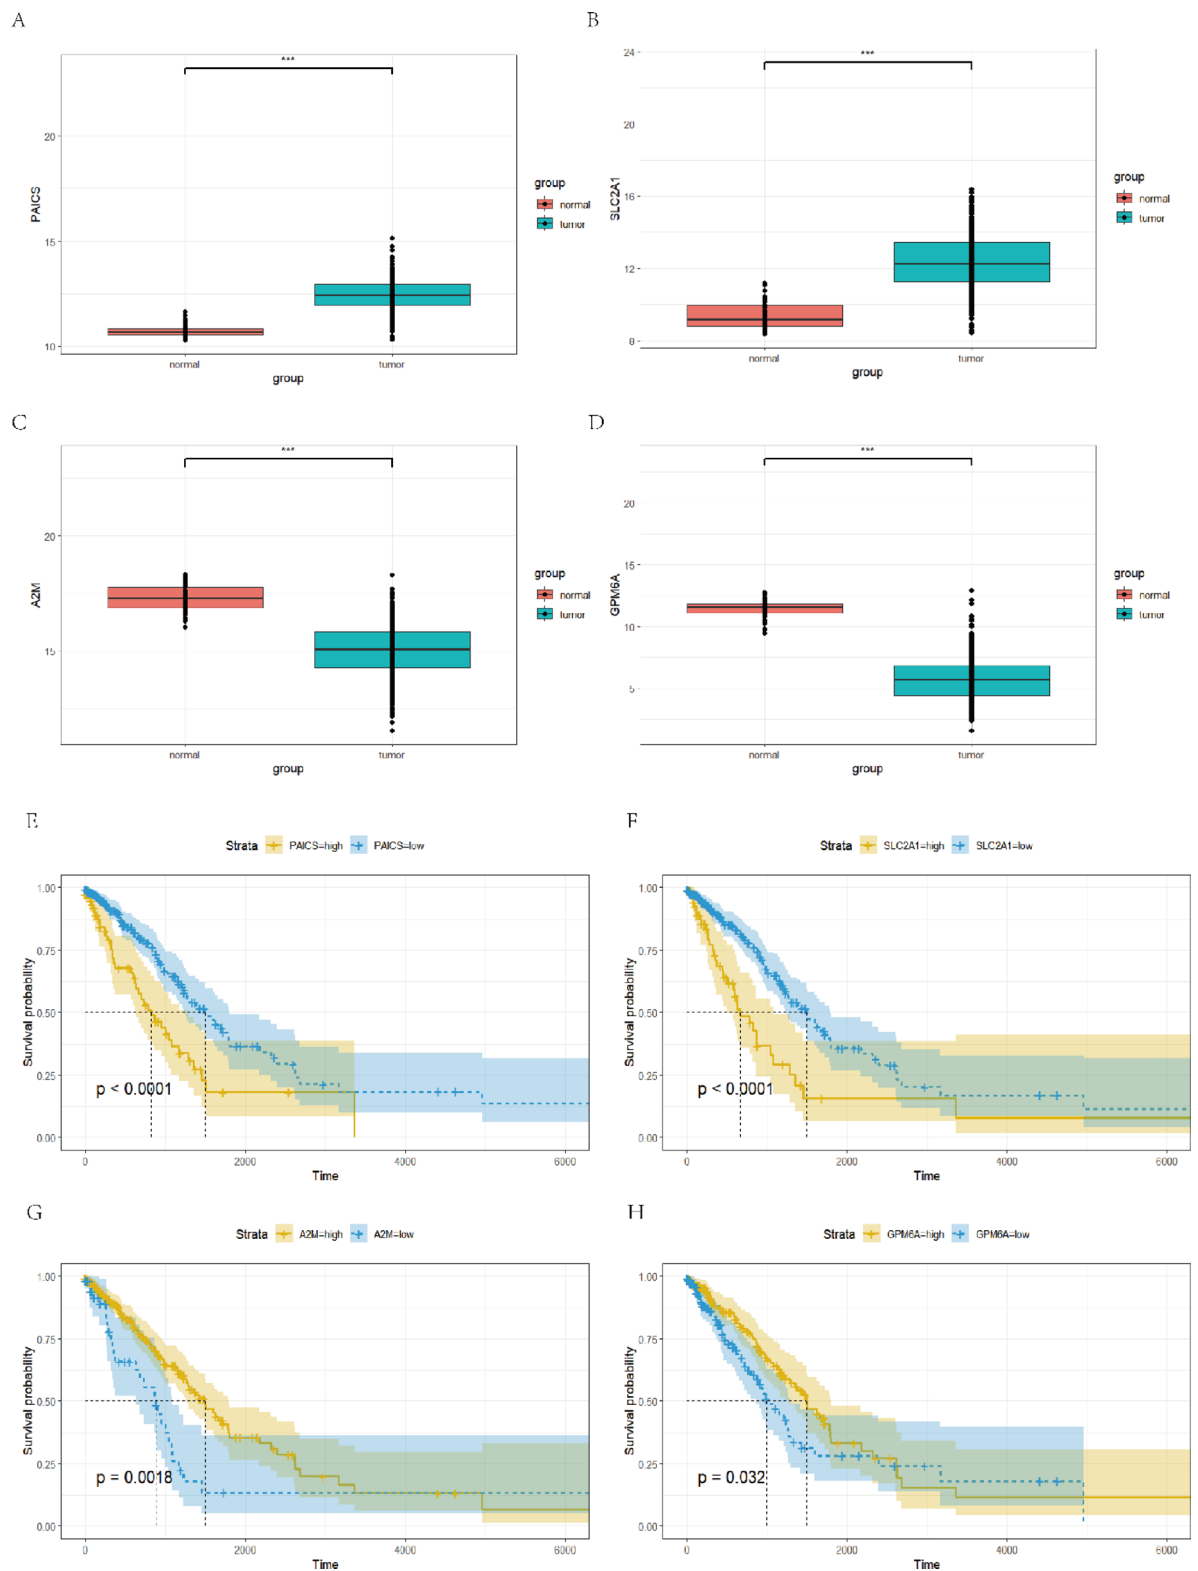 A
***
20
15
10
PAICS
normal
tumor
group
group
normal
tumor
B
***
24
20
16
12
8
SLC2A1
normal
tumor
group
group
normal
tumor
C
***
20
15
A2M
normal
tumor
group
group
normal
tumor
D
***
20
15
10
5
GPM6A
normal
tumor
group
group
normal
tumor
E
Strata PAICS=high PAICS=low
1.00
0.75
0.50
0.25
0.00
Survival probability
p < 0.0001
0 2000 4000 6000
Time
F
Strata SLC2A1=high SLC2A1=low
1.00
0.75
0.50
0.25
0.00
Survival probability
p < 0.0001
0 2000 4000 6000
Time
G
Strata A2M=high A2M=low
1.00
0.75
0.50
0.25
0.00
Survival probability
p = 0.0018
0 2000 4000 6000
Time
H
Strata GPM6A=high GPM6A=low
1.00
0.75
0.50
0.25
0.00
Survival probability
p = 0.032
0 2000 4000 6000
Time